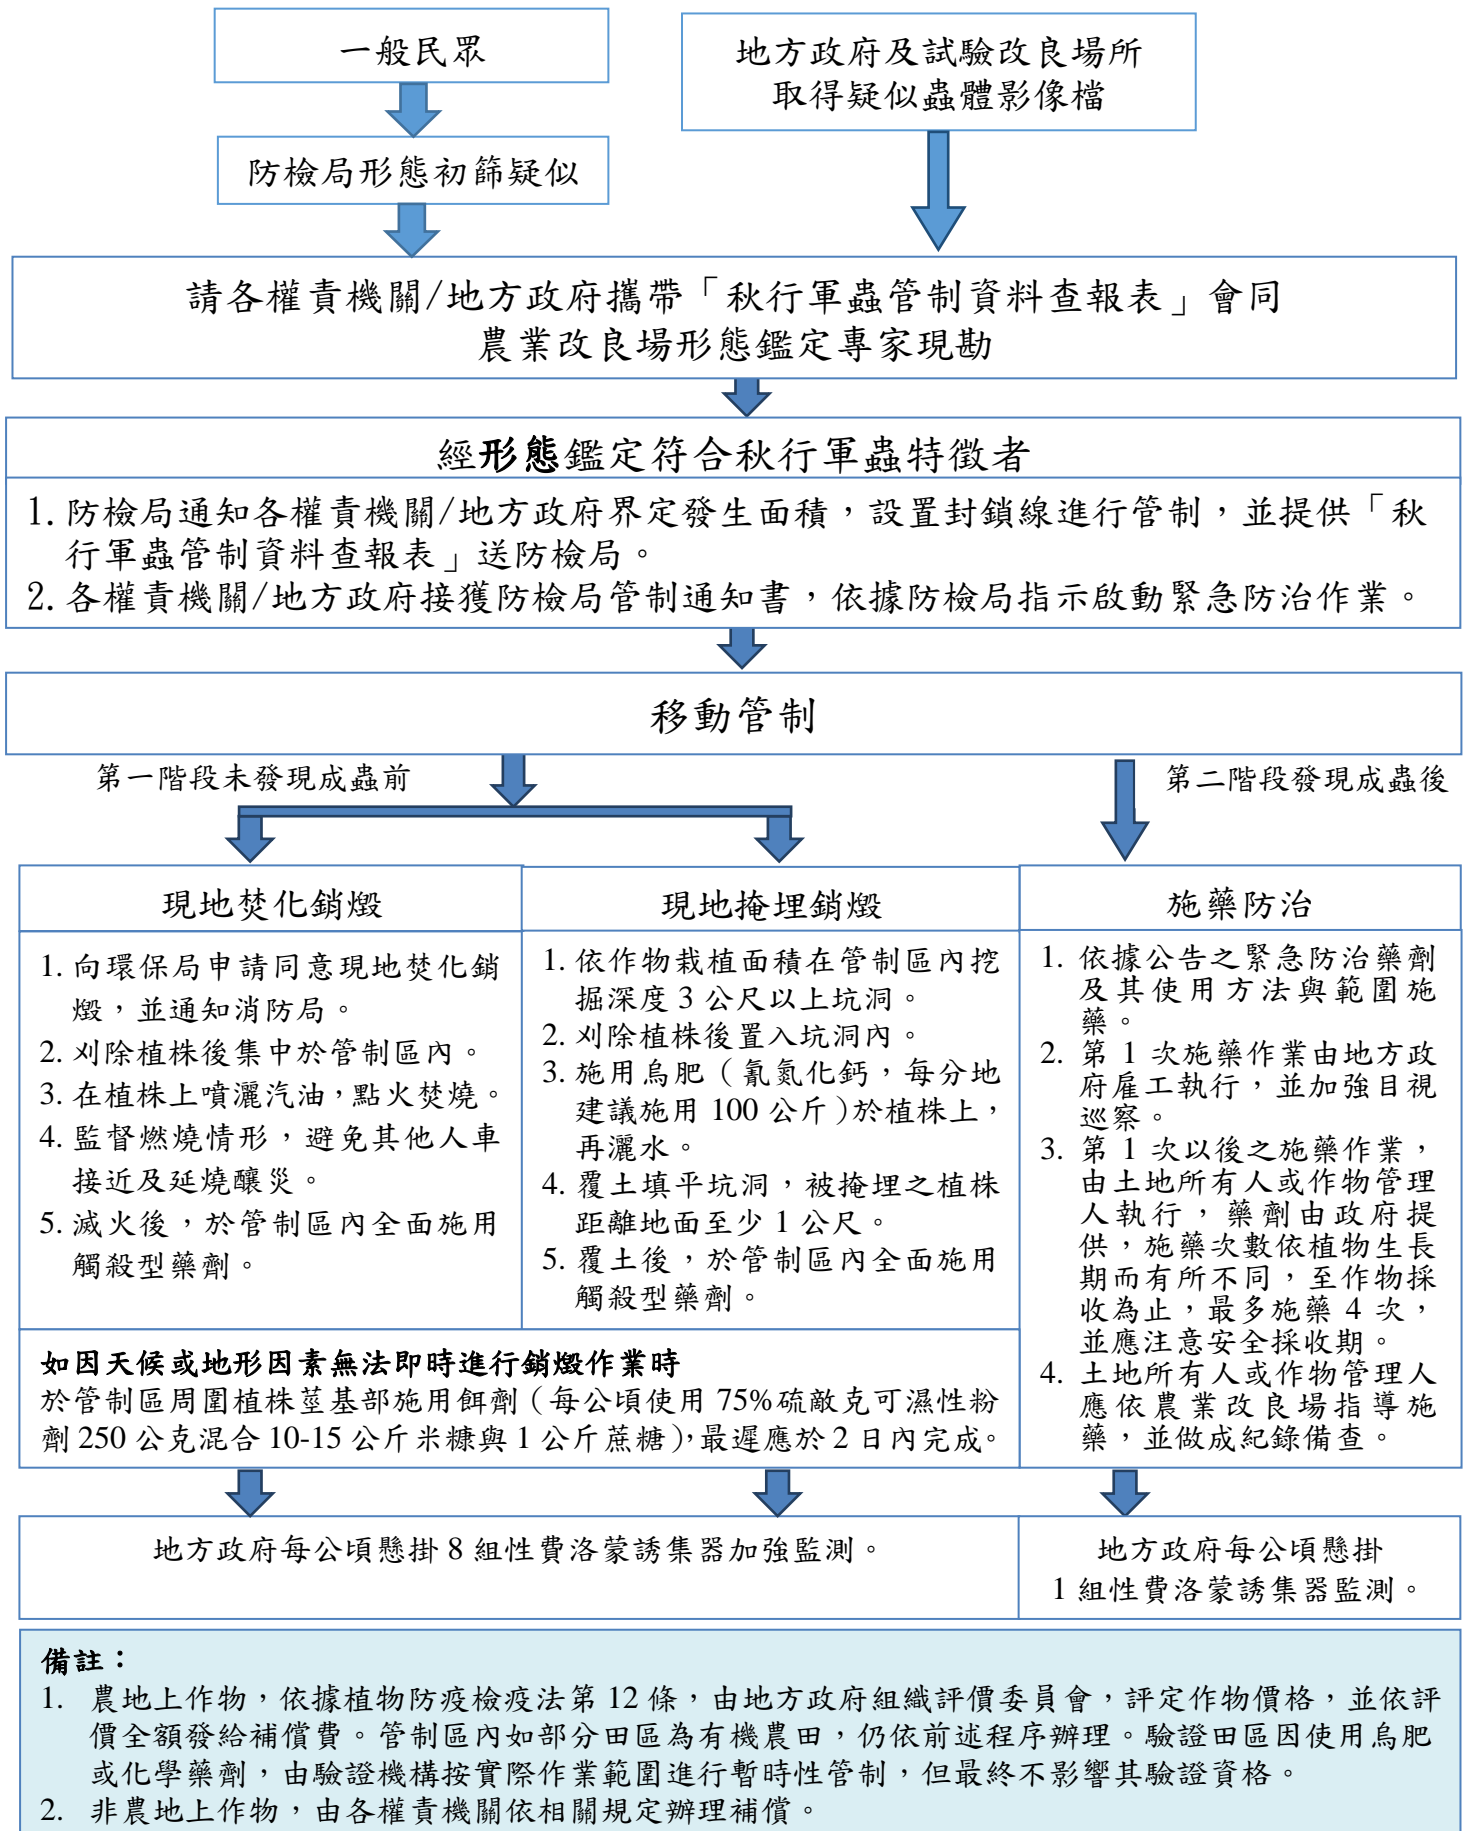 一般民眾
地方政府及試驗改良場所
取得疑似蟲體影像檔
防檢局形態初篩疑似
請各權責機關/地方政府攜帶「秋行軍蟲管制資料查報表」會同
農業改良場形態鑑定專家現勘
經形態鑑定符合秋行軍蟲特徵者
1. 防檢局通知各權責機關/地方政府界定發生面積，設置封鎖線進行管制，並提供「秋
行軍蟲管制資料查報表」送防檢局。
2. 各權責機關/地方政府接獲防檢局管制通知書，依據防檢局指示啟動緊急防治作業。
移動管制
第一階段未發現成蟲前
第二階段發現成蟲後
現地焚化銷燬
1. 向環保局申請同意現地焚化銷
燬，並通知消防局。
2. 刈除植株後集中於管制區內。
3. 在植株上噴灑汽油，點火焚燒。
4. 監督燃燒情形，避免其他人車
接近及延燒釀災。
5. 滅火後，於管制區內全面施用
觸殺型藥劑。
現地掩埋銷燬
1. 依作物栽植面積在管制區內挖
掘深度 3 公尺以上坑洞。
2. 刈除植株後置入坑洞內。
3. 施用烏肥（氰氮化鈣，每分地
建議施用 100 公斤）於植株上，
再灑水。
4. 覆土填平坑洞，被掩埋之植株
距離地面至少 1 公尺。
5. 覆土後，於管制區內全面施用
觸殺型藥劑。
施藥防治
1. 依據公告之緊急防治藥劑
及其使用方法與範圍施
藥。
2. 第 1 次施藥作業由地方政
府雇工執行，並加強目視
巡察。
3. 第 1 次以後之施藥作業，
由土地所有人或作物管理
人執行，藥劑由政府提
供，施藥次數依植物生長
期而有所不同，至作物採
收為止，最多施藥 4 次，
並應注意安全採收期。
4. 土地所有人或作物管理人
應依農業改良場指導施
藥，並做成紀錄備查。
如因天候或地形因素無法即時進行銷燬作業時
於管制區周圍植株莖基部施用餌劑（每公頃使用 75%硫敵克可濕性粉
劑 250 公克混合 10-15 公斤米糠與 1 公斤蔗糖），最遲應於 2 日內完成。
地方政府每公頃懸掛 8 組性費洛蒙誘集器加強監測。
地方政府每公頃懸掛
1 組性費洛蒙誘集器監測。
備註：
1. 農地上作物，依據植物防疫檢疫法第 12 條，由地方政府組織評價委員會，評定作物價格，並依評
價全額發給補償費。管制區內如部分田區為有機農田，仍依前述程序辦理。驗證田區因使用烏肥
或化學藥劑，由驗證機構按實際作業範圍進行暫時性管制，但最終不影響其驗證資格。
2. 非農地上作物，由各權責機關依相關規定辦理補償。